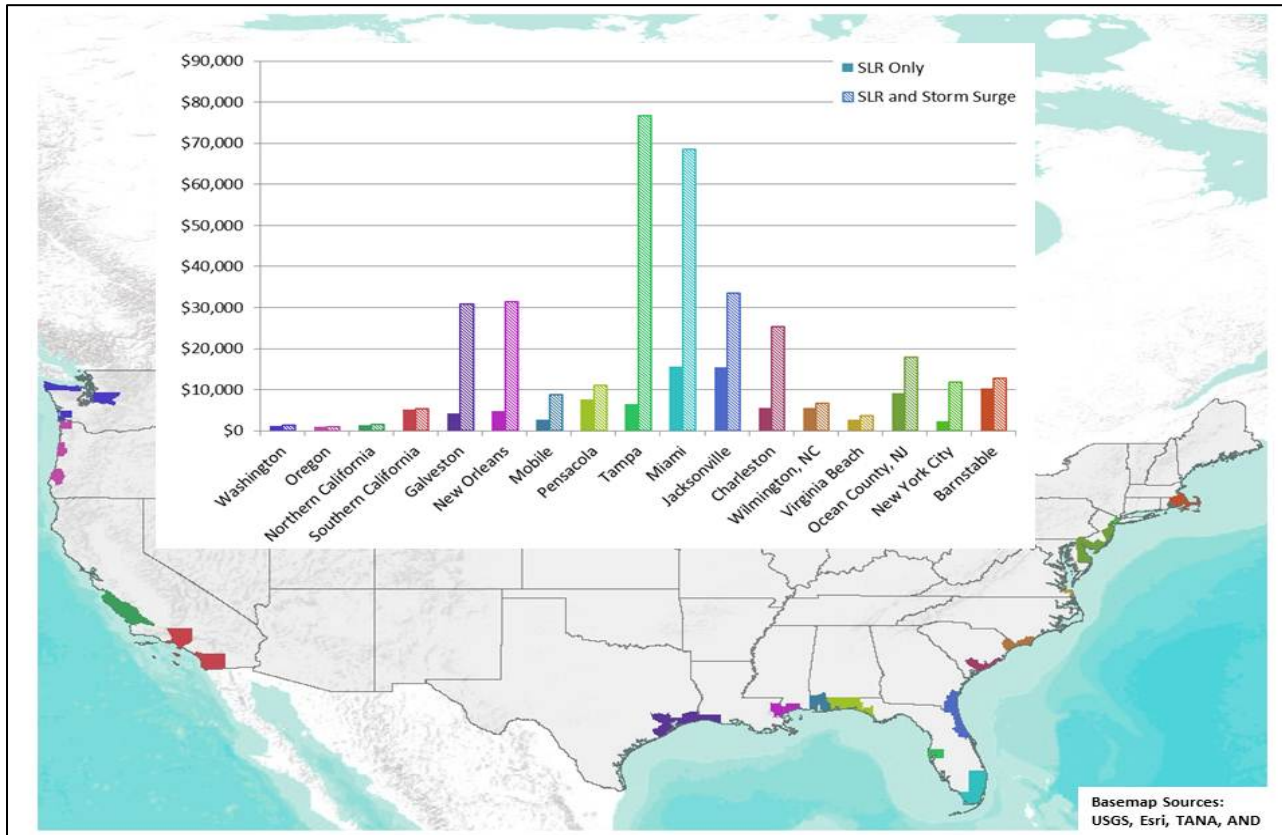 $90,000
$80,000
$70,000
$60,000
$50,000
$40,000
$30,000
$20,000
$10,000
$0
SLR Only
SLR and Storm Surge
Washington
Oregon
Northern California
Southern California
Galveston
New Orleans
Mobile
Pensacola
Tampa
Miami
Jacksonville
Charleston
Wilmington, NC
Virginia Beach
Ocean County, NJ
New York City
Barnstable
Basemap Sources:
USGS, Esri, TANA, AND